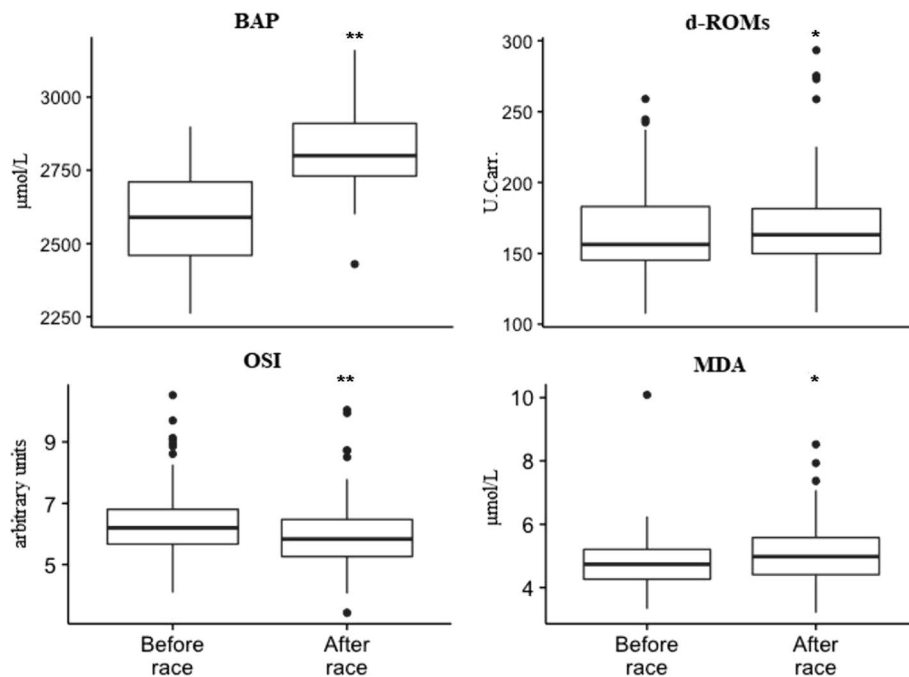 BAP
**
μmol/L
3000
2750
2500
2250
d-ROMs
*
U.Carr.
300
250
200
150
100
OSI
**
arbitrary units
9
7
5
Before race
After race
MDA
*
μmol/L
10
8
6
4
Before race
After race